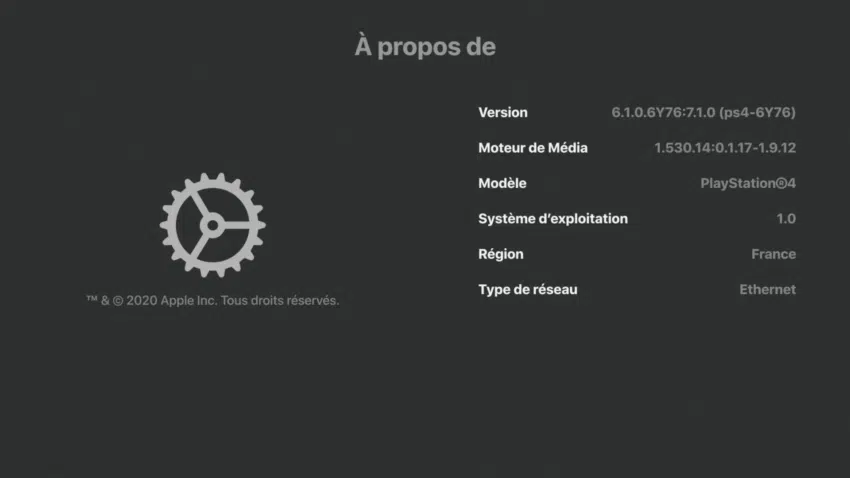 À propos de
Version 6.1.0.6Y76:7.1.0 (ps4-6Y76)
Moteur de Média 1.530.14:0.1.17-1.9.12
Modèle PlayStation®4
Système d'exploitation 1.0
Région France
Type de réseau Ethernet
™ & © 2020 Apple Inc. Tous droits réservés.